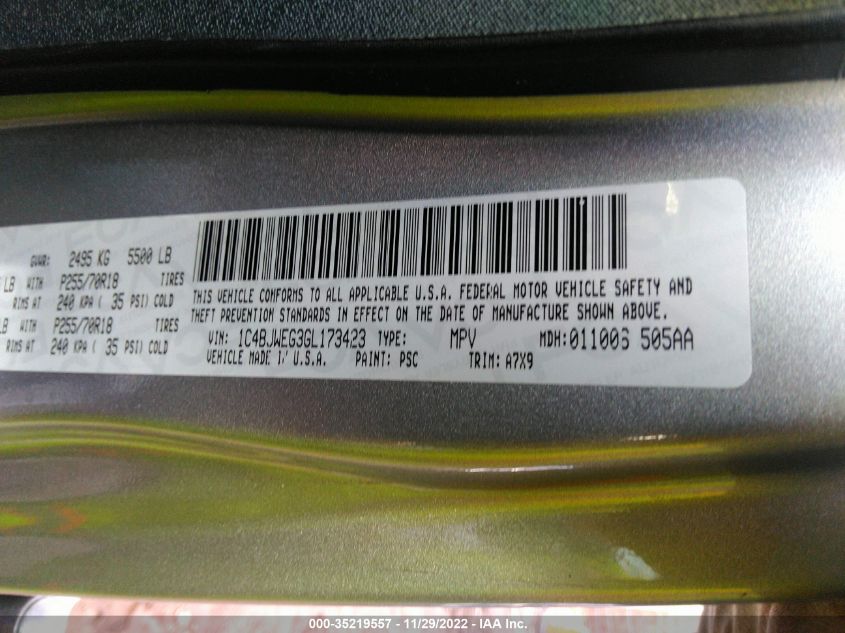 GVWR: 2495 KG 5500 LB
LB WITH P255/70R18 TIRES
RIMS AT 240 KPA ( 35 PSI) COLD
LB WITH P255/70R18 TIRES
RIMS AT 240 KPA ( 35 PSI) COLD
THIS VEHICLE CONFORMS TO ALL APPLICABLE U.S.A. FEDERAL MOTOR VEHICLE SAFETY AND
THEFT PREVENTION STANDARDS IN EFFECT ON THE DATE OF MANUFACTURE SHOWN ABOVE.
VIN: 1C4BJWEG3GL173423 TYPE: MPV MDH:011006 505AA
VEHICLE MADE IN U.S.A. PAINT: PSC TRIM: A7X9
000-35219557 - 11/29/2022 - IAA Inc.